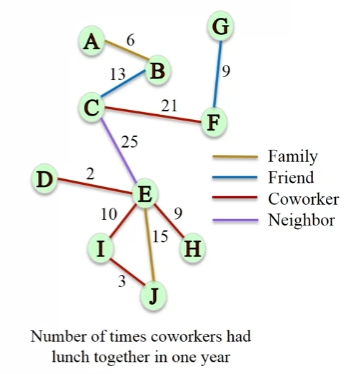 G
A
6
B
13
9
C
21
F
25
D
2
E
10
9
15
I
H
3
J
Family
Friend
Coworker
Neighbor
Number of times coworkers had
lunch together in one year